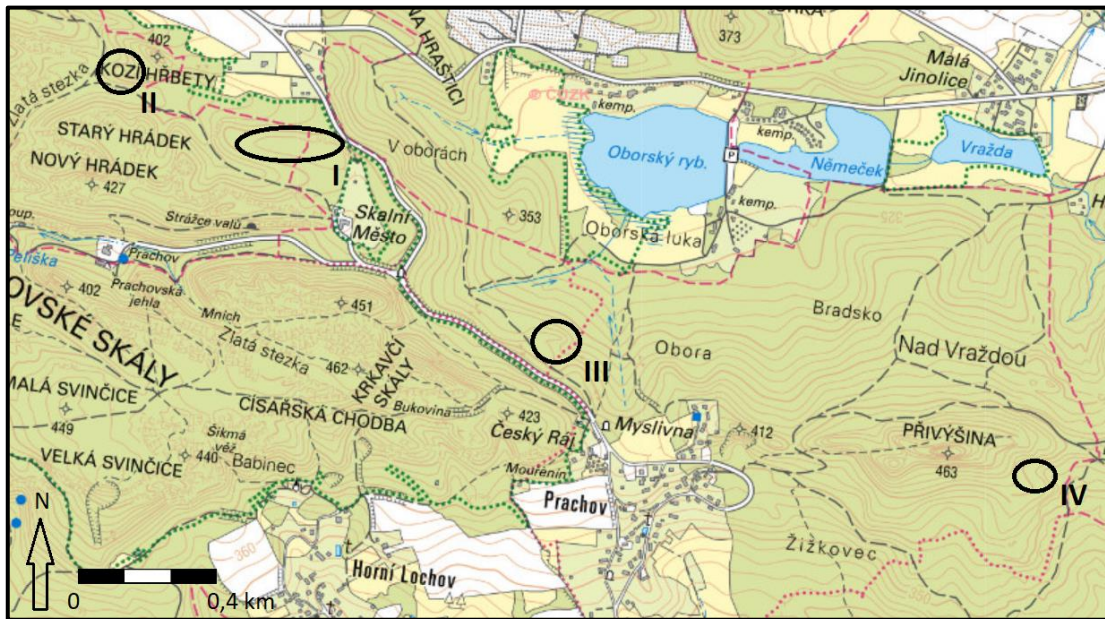 402
KOZÍ HŘBETY
Zlatá stezka
II
STARÝ HRÁDEK
NOVÝ HRÁDEK
427
I
NA HRAŠTICI
V oborách
ČÚZK
kemp.
373
Malá
Jinolice
Oborský ryb.
kemp.
P
Němeček
Vražda
kemp.
Oborská luka
353
Skalní
Město
Strážce valů
Prachov
Pelíška
Prachovská
jehla
402
Mnich
451
Zlatá stezka
462
KRKAVČÍ
SKÁLY
OVSKÉ SKÁLY
MALÁ SVINČICE
449
CÍSAŘSKÁ CHODBA
Bukovina
423
Český Ráj
Šikmá
věž
440
Babinec
VELKÁ SVINČICE
Mouřenín
III
Obora
Bradsko
Nad Vraždou
Myslivna
412
PŘIVÝŠINA
463
IV
Prachov
Žižkovec
360
Horní Lochov
350
N
0
0,4 km